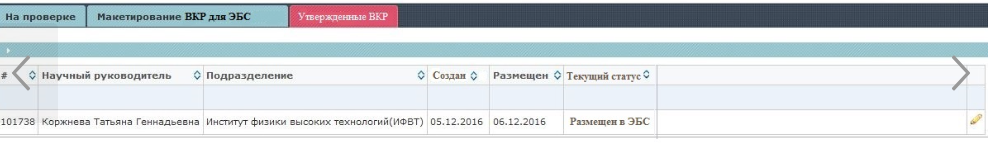 На проверке Макетирование ВКР для ЭБС Утвержденные ВКР
# Научный руководитель Подразделение Создан Размещен Текущий статус
101738 Коржнева Татьяна Геннадьевна Институт физики высоких технологий(ИФВТ) 05.12.2016 06.12.2016 Размещен в ЭБС